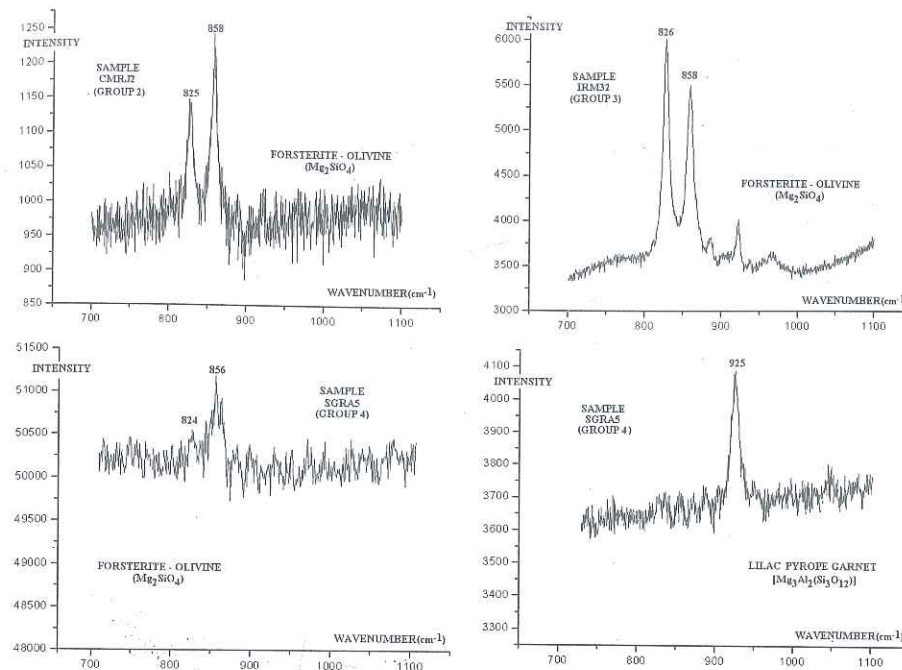 1250
INTENSITY
1200
1150
1100
1050
1000
950
900
850
858
825
SAMPLE
CMRJ2
(GROUP 2)
FORSTERITE - OLIVINE
(Mg2SiO4)
WAVENUMBER(cm-1)
700 800 900 1000 1100
6000
INTENSITY
5500
5000
4500
4000
3500
3000
826
858
SAMPLE
IRM32
(GROUP 3)
FORSTERITE - OLIVINE
(Mg2SiO4)
WAVENUMBER(cm-1)
700 800 900 1000 1100
51500
INTENSITY
51000
50500
50000
49500
49000
48500
48000
856
824
SAMPLE
SGRA5
(GROUP 4)
FORSTERITE - OLIVINE
(Mg2SiO4)
WAVENUMBER(cm-1)
700 800 900 1000 1100
4100
INTENSITY
4000
3900
3800
3700
3600
3500
3400
3300
925
SAMPLE
SGRA5
(GROUP 4)
LILAC PYROPE GARNET
[Mg3Al2(Si3O12)]
WAVENUMBER(cm-1)
700 800 900 1000 1100